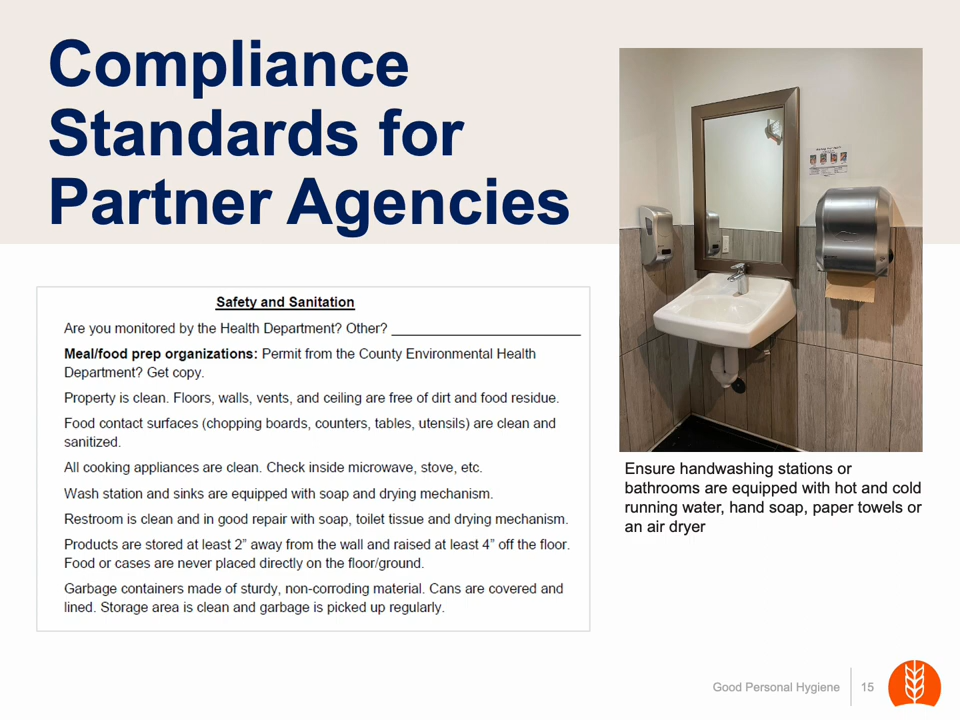 Compliance
Standards for
Partner Agencies
Safety and Sanitation
Are you monitored by the Health Department? Other? ________________________
Meal/food prep organizations: Permit from the County Environmental Health
Department? Get copy.
Property is clean. Floors, walls, vents, and ceiling are free of dirt and food residue.
Food contact surfaces (chopping boards, counters, tables, utensils) are clean and
sanitized.
All cooking appliances are clean. Check inside microwave, stove, etc.
Wash station and sinks are equipped with soap and drying mechanism.
Restroom is clean and in good repair with soap, toilet tissue and drying mechanism.
Products are stored at least 2” away from the wall and raised at least 4” off the floor.
Food or cases are never placed directly on the floor/ground.
Garbage containers made of sturdy, non-corroding material. Cans are covered and
lined. Storage area is clean and garbage is picked up regularly.
Ensure handwashing stations or
bathrooms are equipped with hot and cold
running water, hand soap, paper towels or
an air dryer
Good Personal Hygiene
15